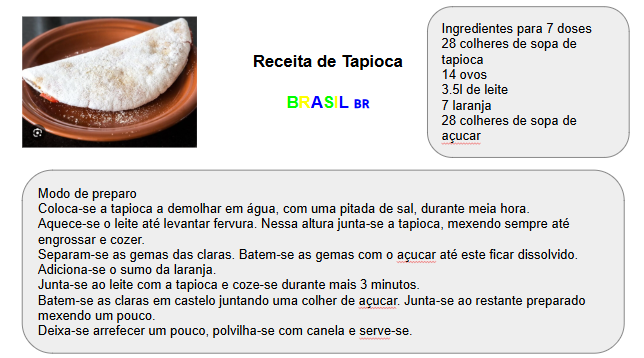 Receita de Tapioca
BRASIL BR
Ingredientes para 7 doses
28 colheres de sopa de
tapioca
14 ovos
3.5l de leite
7 laranja
28 colheres de sopa de
açucar
Modo de preparo
Coloca-se a tapioca a demolhar em água, com uma pitada de sal, durante meia hora.
Aquece-se o leite até levantar fervura. Nessa altura junta-se a tapioca, mexendo sempre até
engrossar e cozer.
Separam-se as gemas das claras. Batem-se as gemas com o açucar até este ficar dissolvido.
Adiciona-se o sumo da laranja.
Junta-se ao leite com a tapioca e coze-se durante mais 3 minutos.
Batem-se as claras em castelo juntando uma colher de açucar. Junta-se ao restante preparado
mexendo um pouco.
Deixa-se arrefecer um pouco, polvilha-se com canela e serve-se.